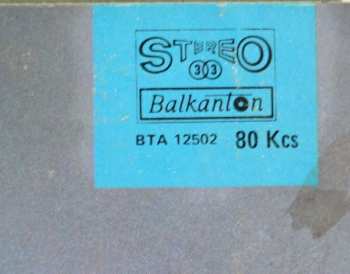 STEREO
33
Balkanton
BTA 12502 80 Kcs